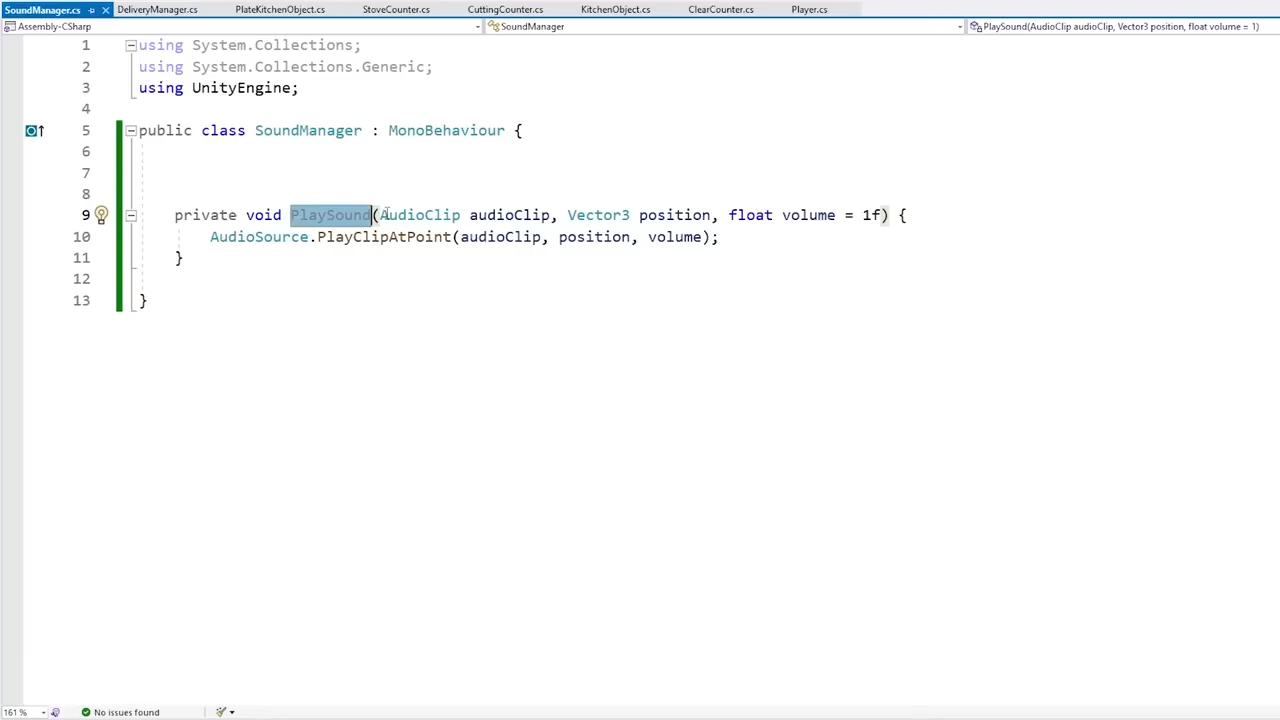 SoundManager.cs DeliveryManager.cs PlateKitchenObject.cs StoveCounter.cs CuttingCounter.cs KitchenObject.cs ClearCounter.cs Player.cs
Assembly-CSharp SoundManager PlaySound(AudioClip audioClip, Vector3 position, float volume = 1)
1 using System.Collections;
2 using System.Collections.Generic;
3 using UnityEngine;
4
5 public class SoundManager : MonoBehaviour {
6
7
8
9 private void PlaySound(AudioClip audioClip, Vector3 position, float volume = 1f) {
10 AudioSource.PlayClipAtPoint(audioClip, position, volume);
11 }
12
13 }
161 % No issues found